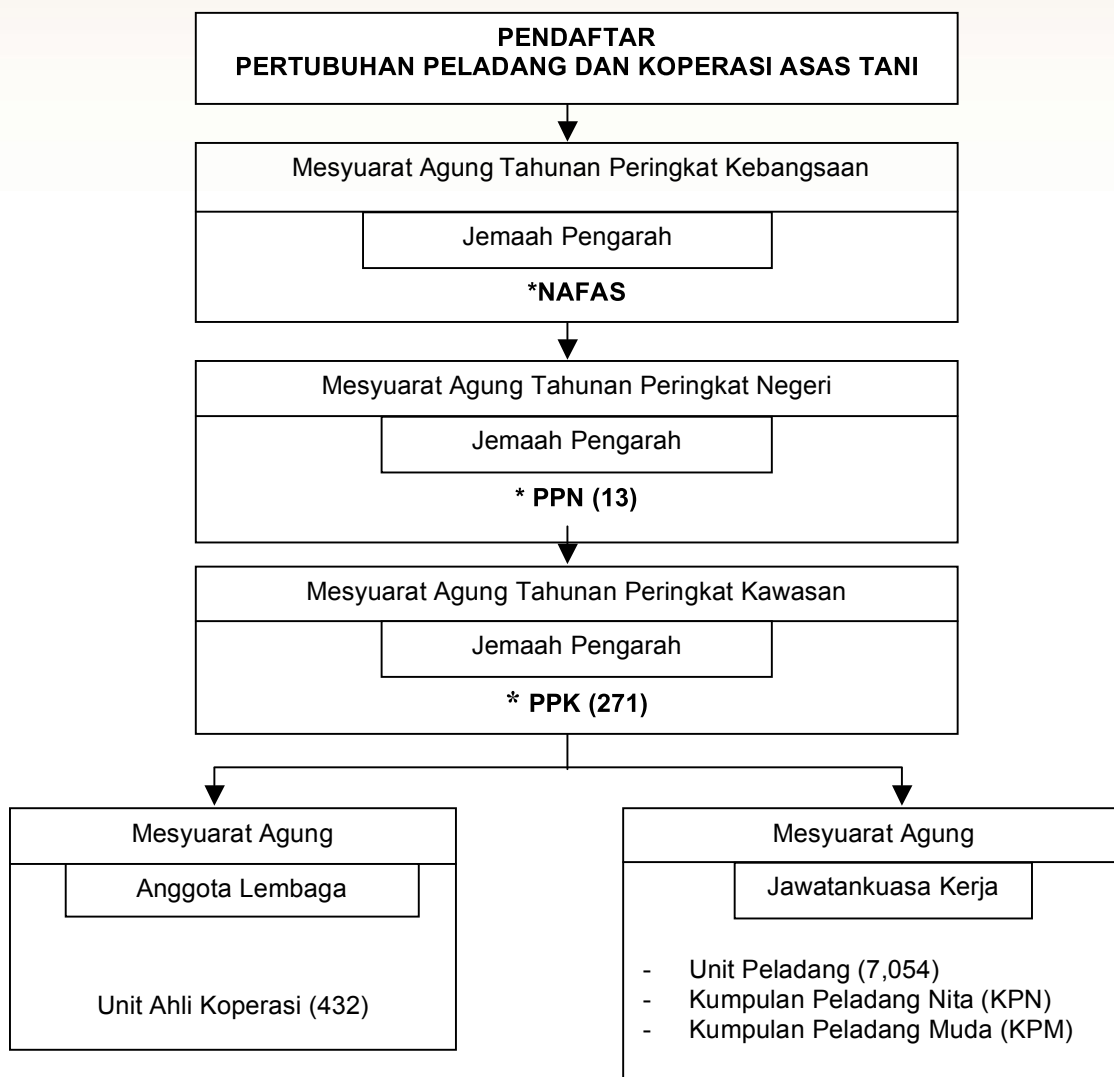 PENDAFTAR
PERTUBUHAN PELADANG DAN KOPERASI ASAS TANI
Mesyuarat Agung Tahunan Peringkat Kebangsaan
Jemaah Pengarah
*NAFAS
Mesyuarat Agung Tahunan Peringkat Negeri
Jemaah Pengarah
* PPN (13)
Mesyuarat Agung Tahunan Peringkat Kawasan
Jemaah Pengarah
* PPK (271)
Mesyuarat Agung
Anggota Lembaga
Unit Ahli Koperasi (432)
Mesyuarat Agung
Jawatankuasa Kerja
- Unit Peladang (7,054)
- Kumpulan Peladang Nita (KPN)
- Kumpulan Peladang Muda (KPM)